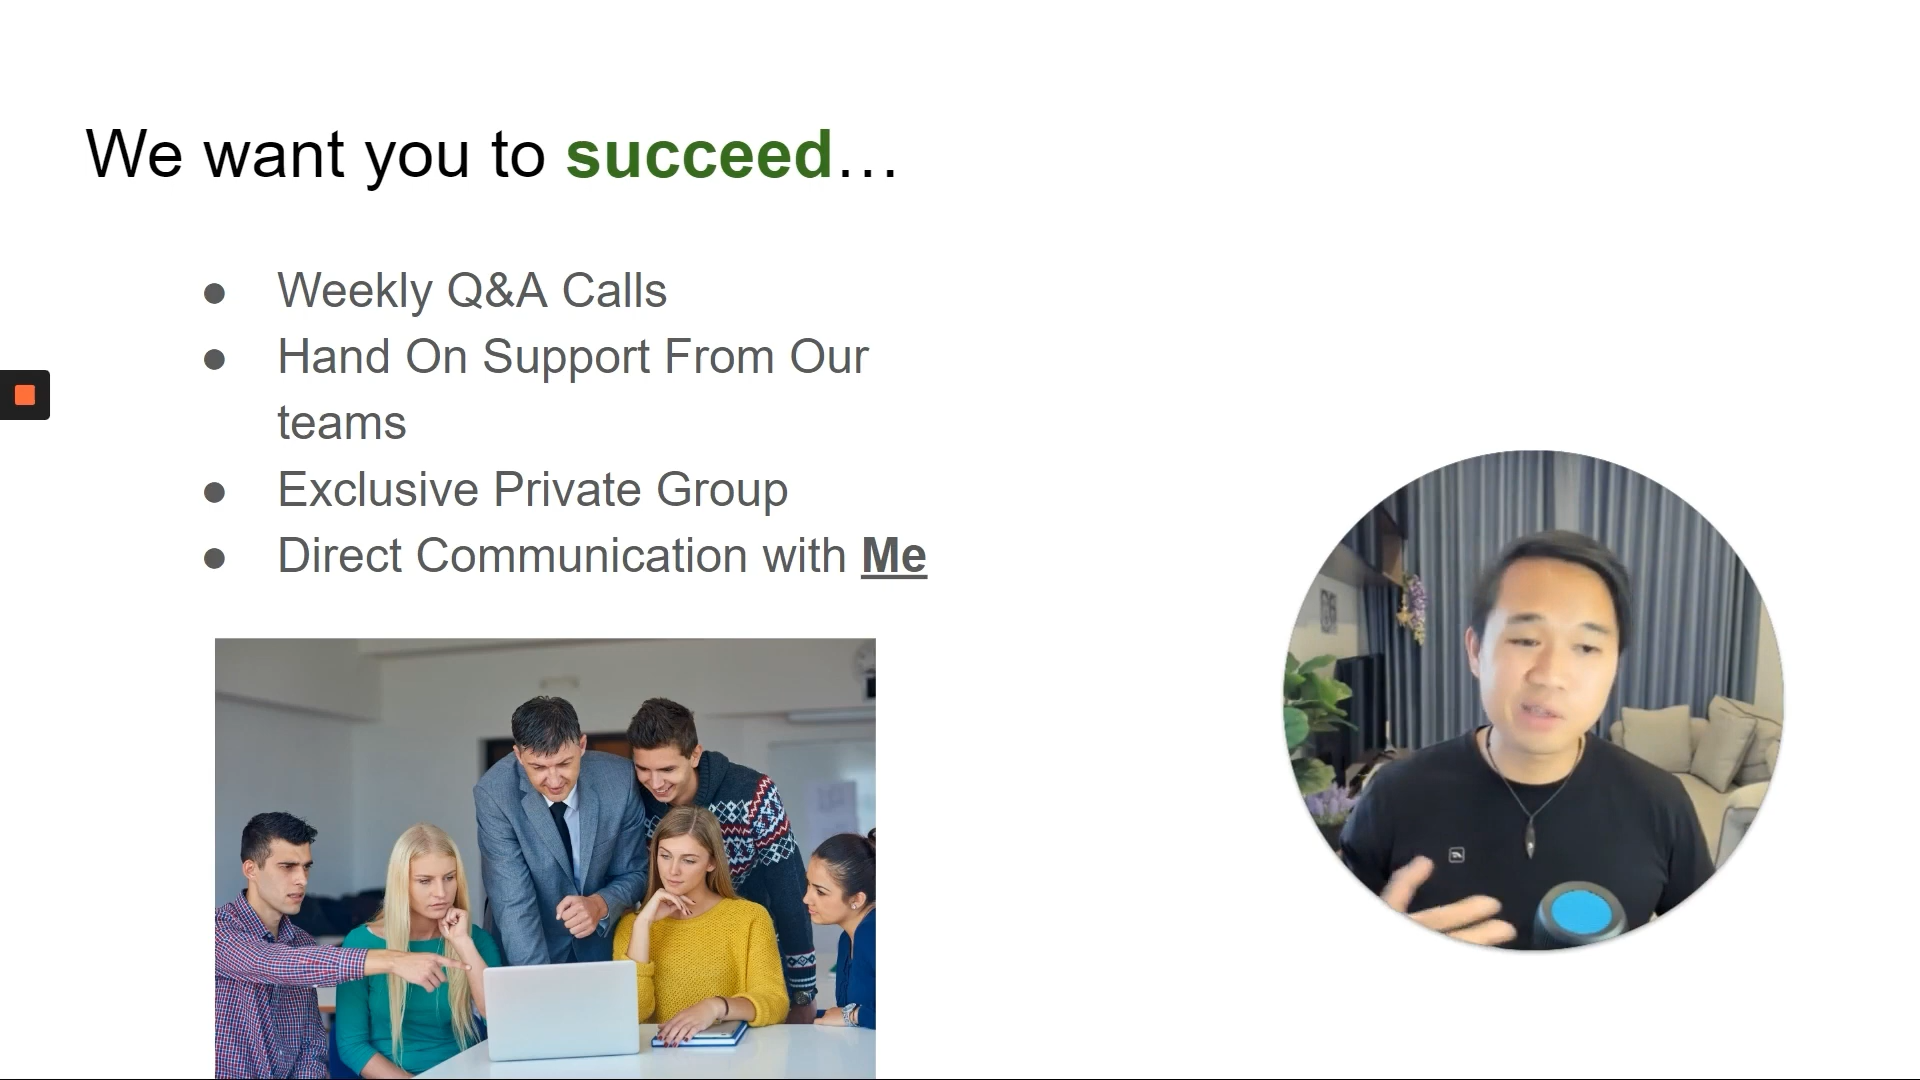 We want you to succeed…
● Weekly Q&A Calls
● Hand On Support From Our
teams
● Exclusive Private Group
● Direct Communication with Me